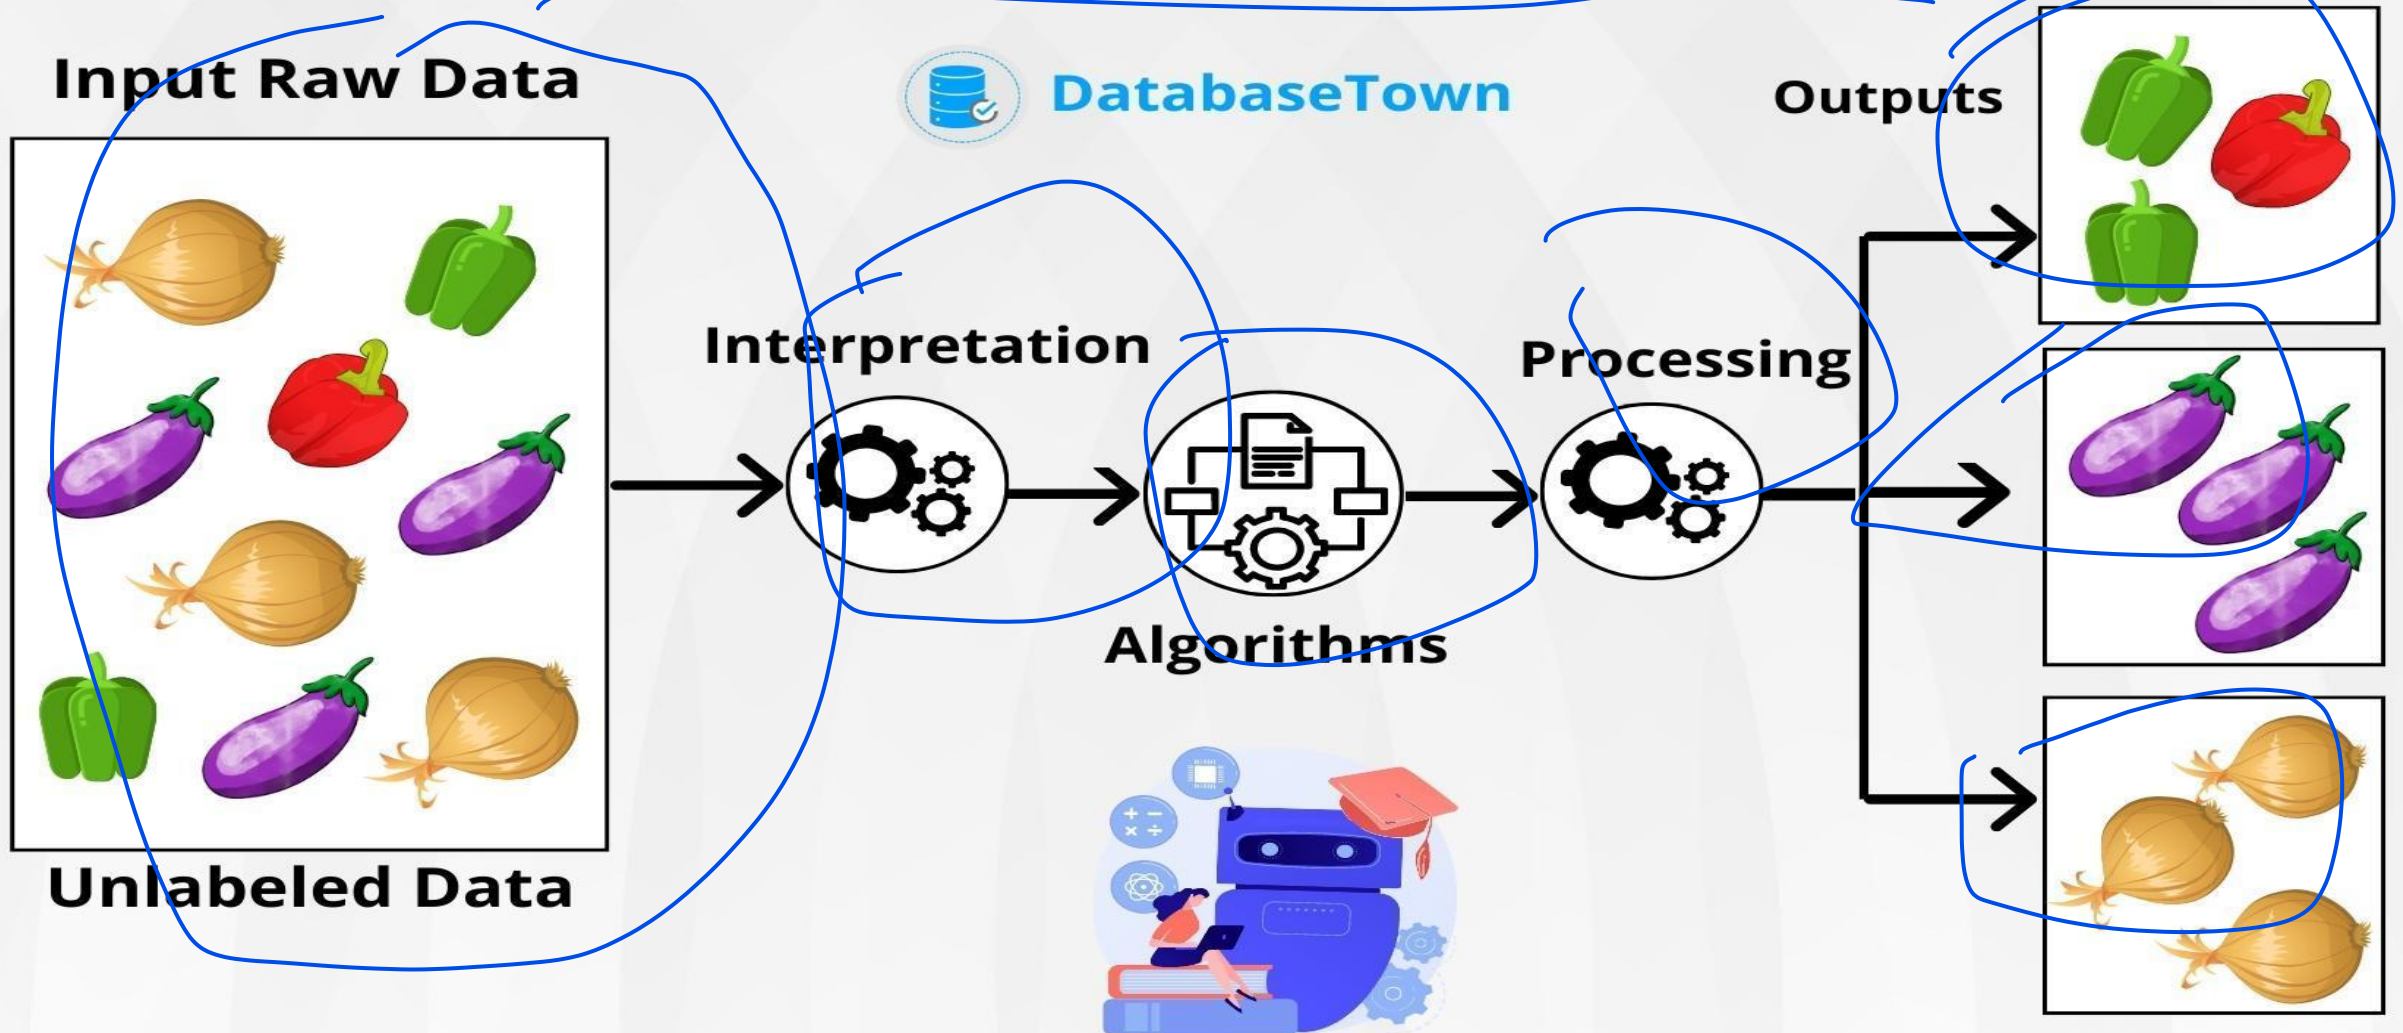 Input Raw Data
DatabaseTown
Outputs
Interpretation
Processing
Algorithms
Unlabeled Data